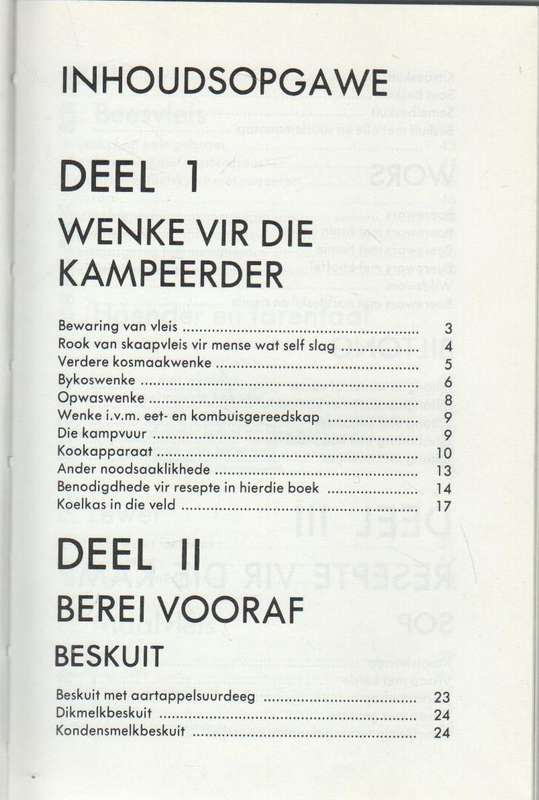 INHOUDSOPGAWE
DEEL 1
WENKE VIR DIE
KAMPEERDER
Bewaring van vleis ........ 3
Rook van skaapvleis vir mense wat self slag ........ 4
Verdere kosmaakwenke ........ 5
Bykoswenke ........ 6
Opwaswenke ........ 8
Wenke i.v.m. eet- en kombuisgereedskap ........ 9
Die kampvuur ........ 9
Kookapparaat ........ 10
Ander noodsaaklikhede ........ 13
Benodigdhede vir resepte in hierdie boek ........ 14
Koelkas in die veld ........ 17
DEEL II
BEREI VOORAF
BESKUIT
Beskuit met aartappelsuurdeeg ........ 23
Dikmelkbeskuit ........ 24
Kondensmelkbeskuit ........ 24